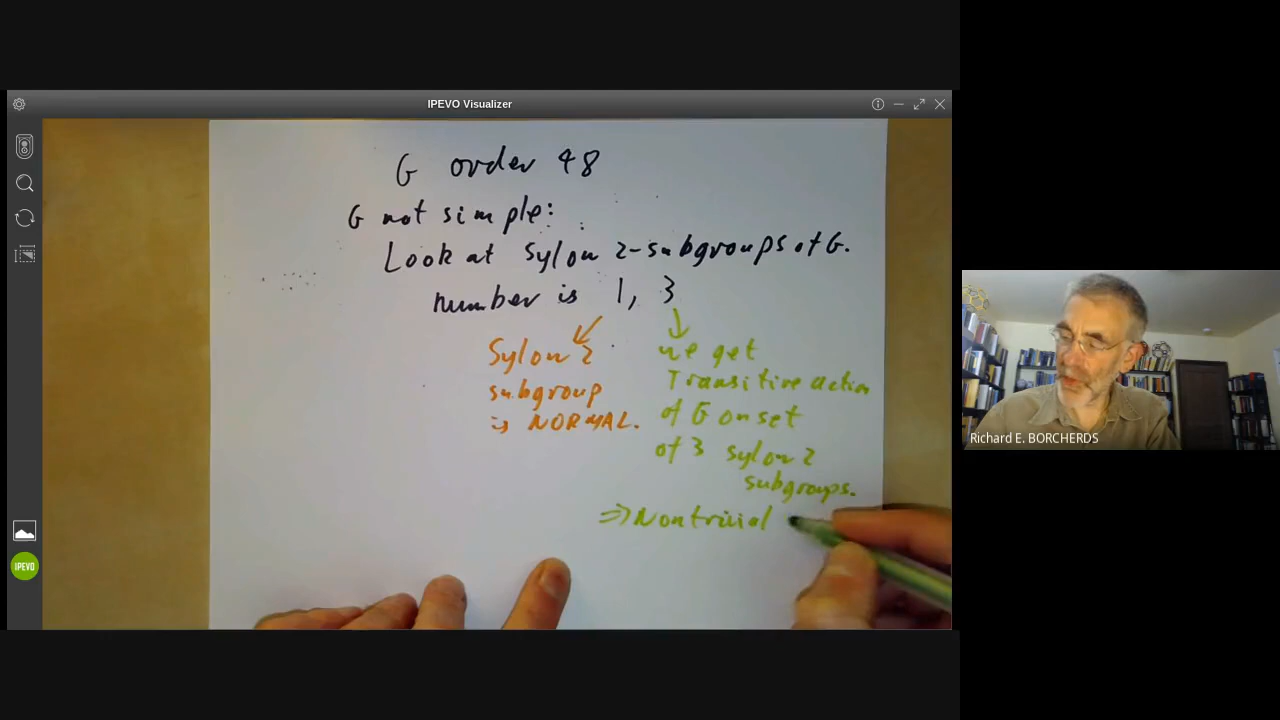 IPEVO Visualizer
G order 48
G not simple:
Look at Sylow 2-subgroups of G.
number is 1, 3
Sylow 2
subgroup
is NORMAL.
we get
Transitive action
of G on set
of 3 Sylow 2
subgroups.
⇒ Nontrivial
Richard E. BORCHERDS
IPEVO